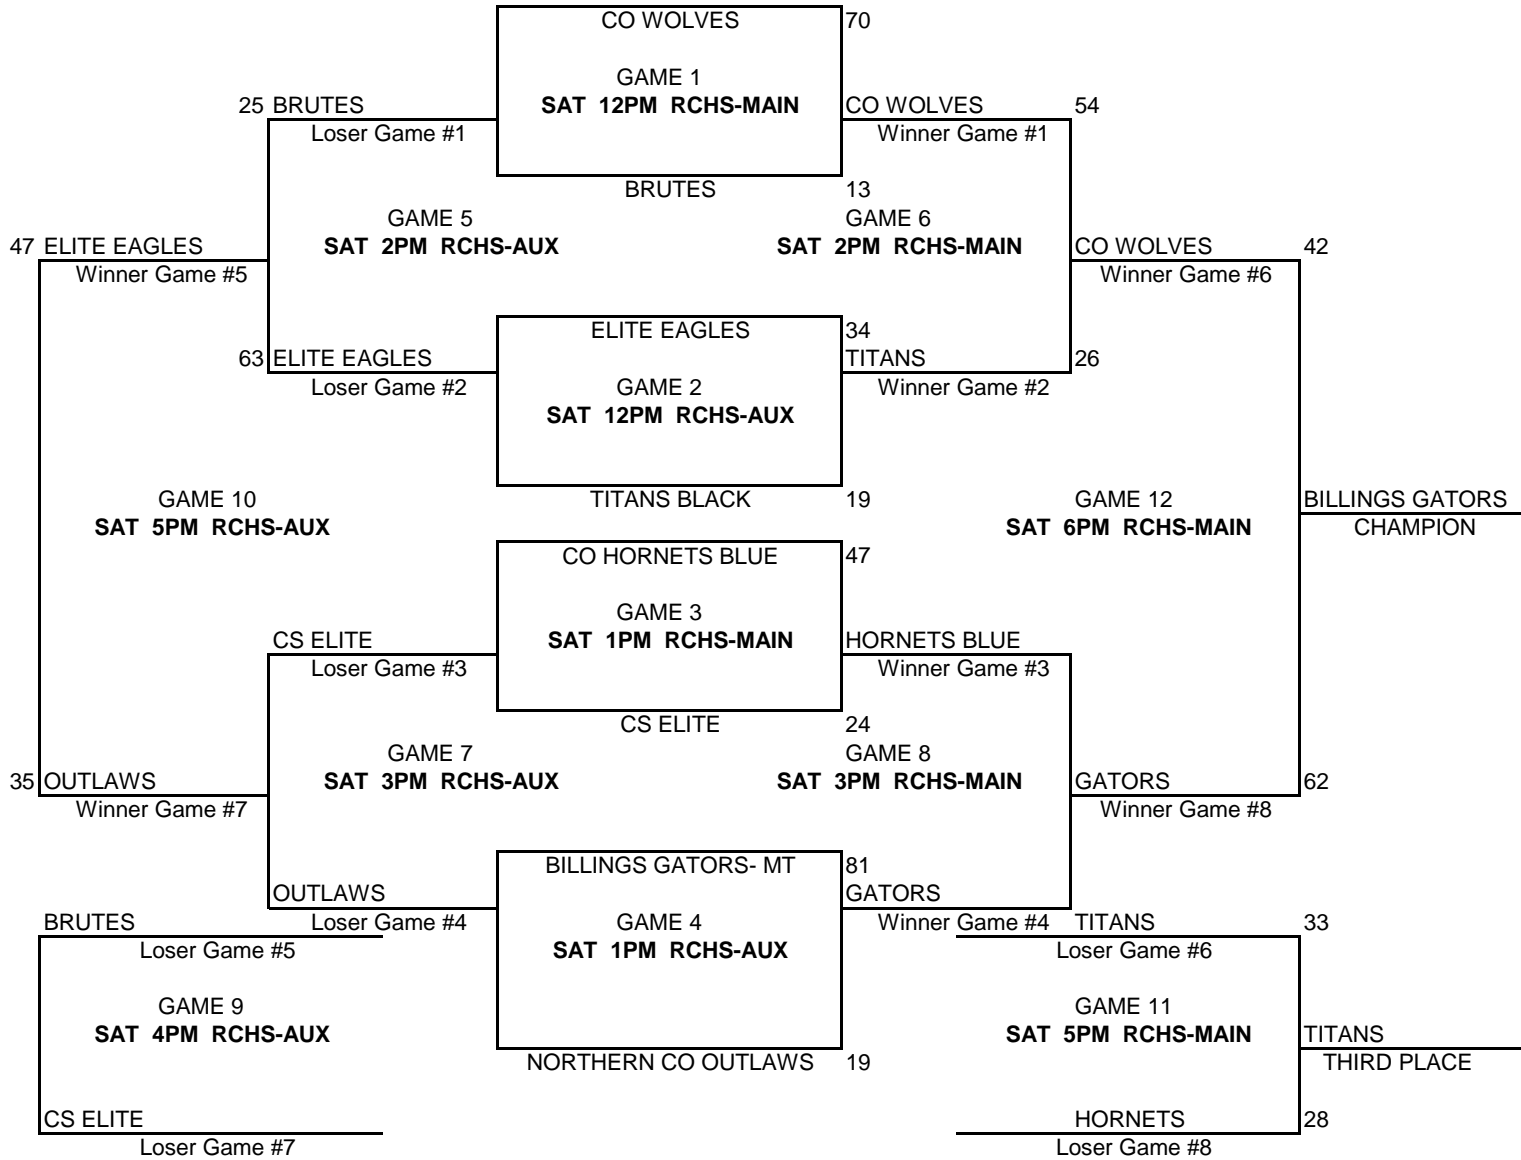 CO WOLVES 70
GAME 1
25 BRUTES SAT 12PM RCHS-MAIN CO WOLVES 54
Loser Game #1 Winner Game #1
BRUTES 13
GAME 5 GAME 6
47 ELITE EAGLES SAT 2PM RCHS-AUX SAT 2PM RCHS-MAIN CO WOLVES 42
Winner Game #5 Winner Game #6
ELITE EAGLES 34
63 ELITE EAGLES TITANS 26
Loser Game #2 GAME 2 Winner Game #2
SAT 12PM RCHS-AUX
GAME 10 TITANS BLACK 19 GAME 12 BILLINGS GATORS
SAT 5PM RCHS-AUX SAT 6PM RCHS-MAIN CHAMPION
CO HORNETS BLUE 47
GAME 3
CS ELITE SAT 1PM RCHS-MAIN HORNETS BLUE
Loser Game #3 Winner Game #3
CS ELITE 24
GAME 7 GAME 8
35 OUTLAWS SAT 3PM RCHS-AUX SAT 3PM RCHS-MAIN GATORS 62
Winner Game #7 Winner Game #8
BILLINGS GATORS- MT 81
OUTLAWS GATORS
BRUTES Loser Game #4 GAME 4 Winner Game #4 TITANS 33
Loser Game #5 SAT 1PM RCHS-AUX Loser Game #6
GAME 9 GAME 11
SAT 4PM RCHS-AUX SAT 5PM RCHS-MAIN TITANS
NORTHERN CO OUTLAWS 19 THIRD PLACE
CS ELITE HORNETS 28
Loser Game #7 Loser Game #8